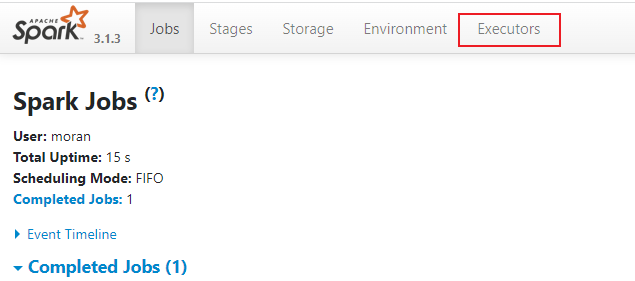 APACHE
Spark 3.1.3 Jobs Stages Storage Environment Executors
Spark Jobs (?)
User: moran
Total Uptime: 15 s
Scheduling Mode: FIFO
Completed Jobs: 1
Event Timeline
Completed Jobs (1)